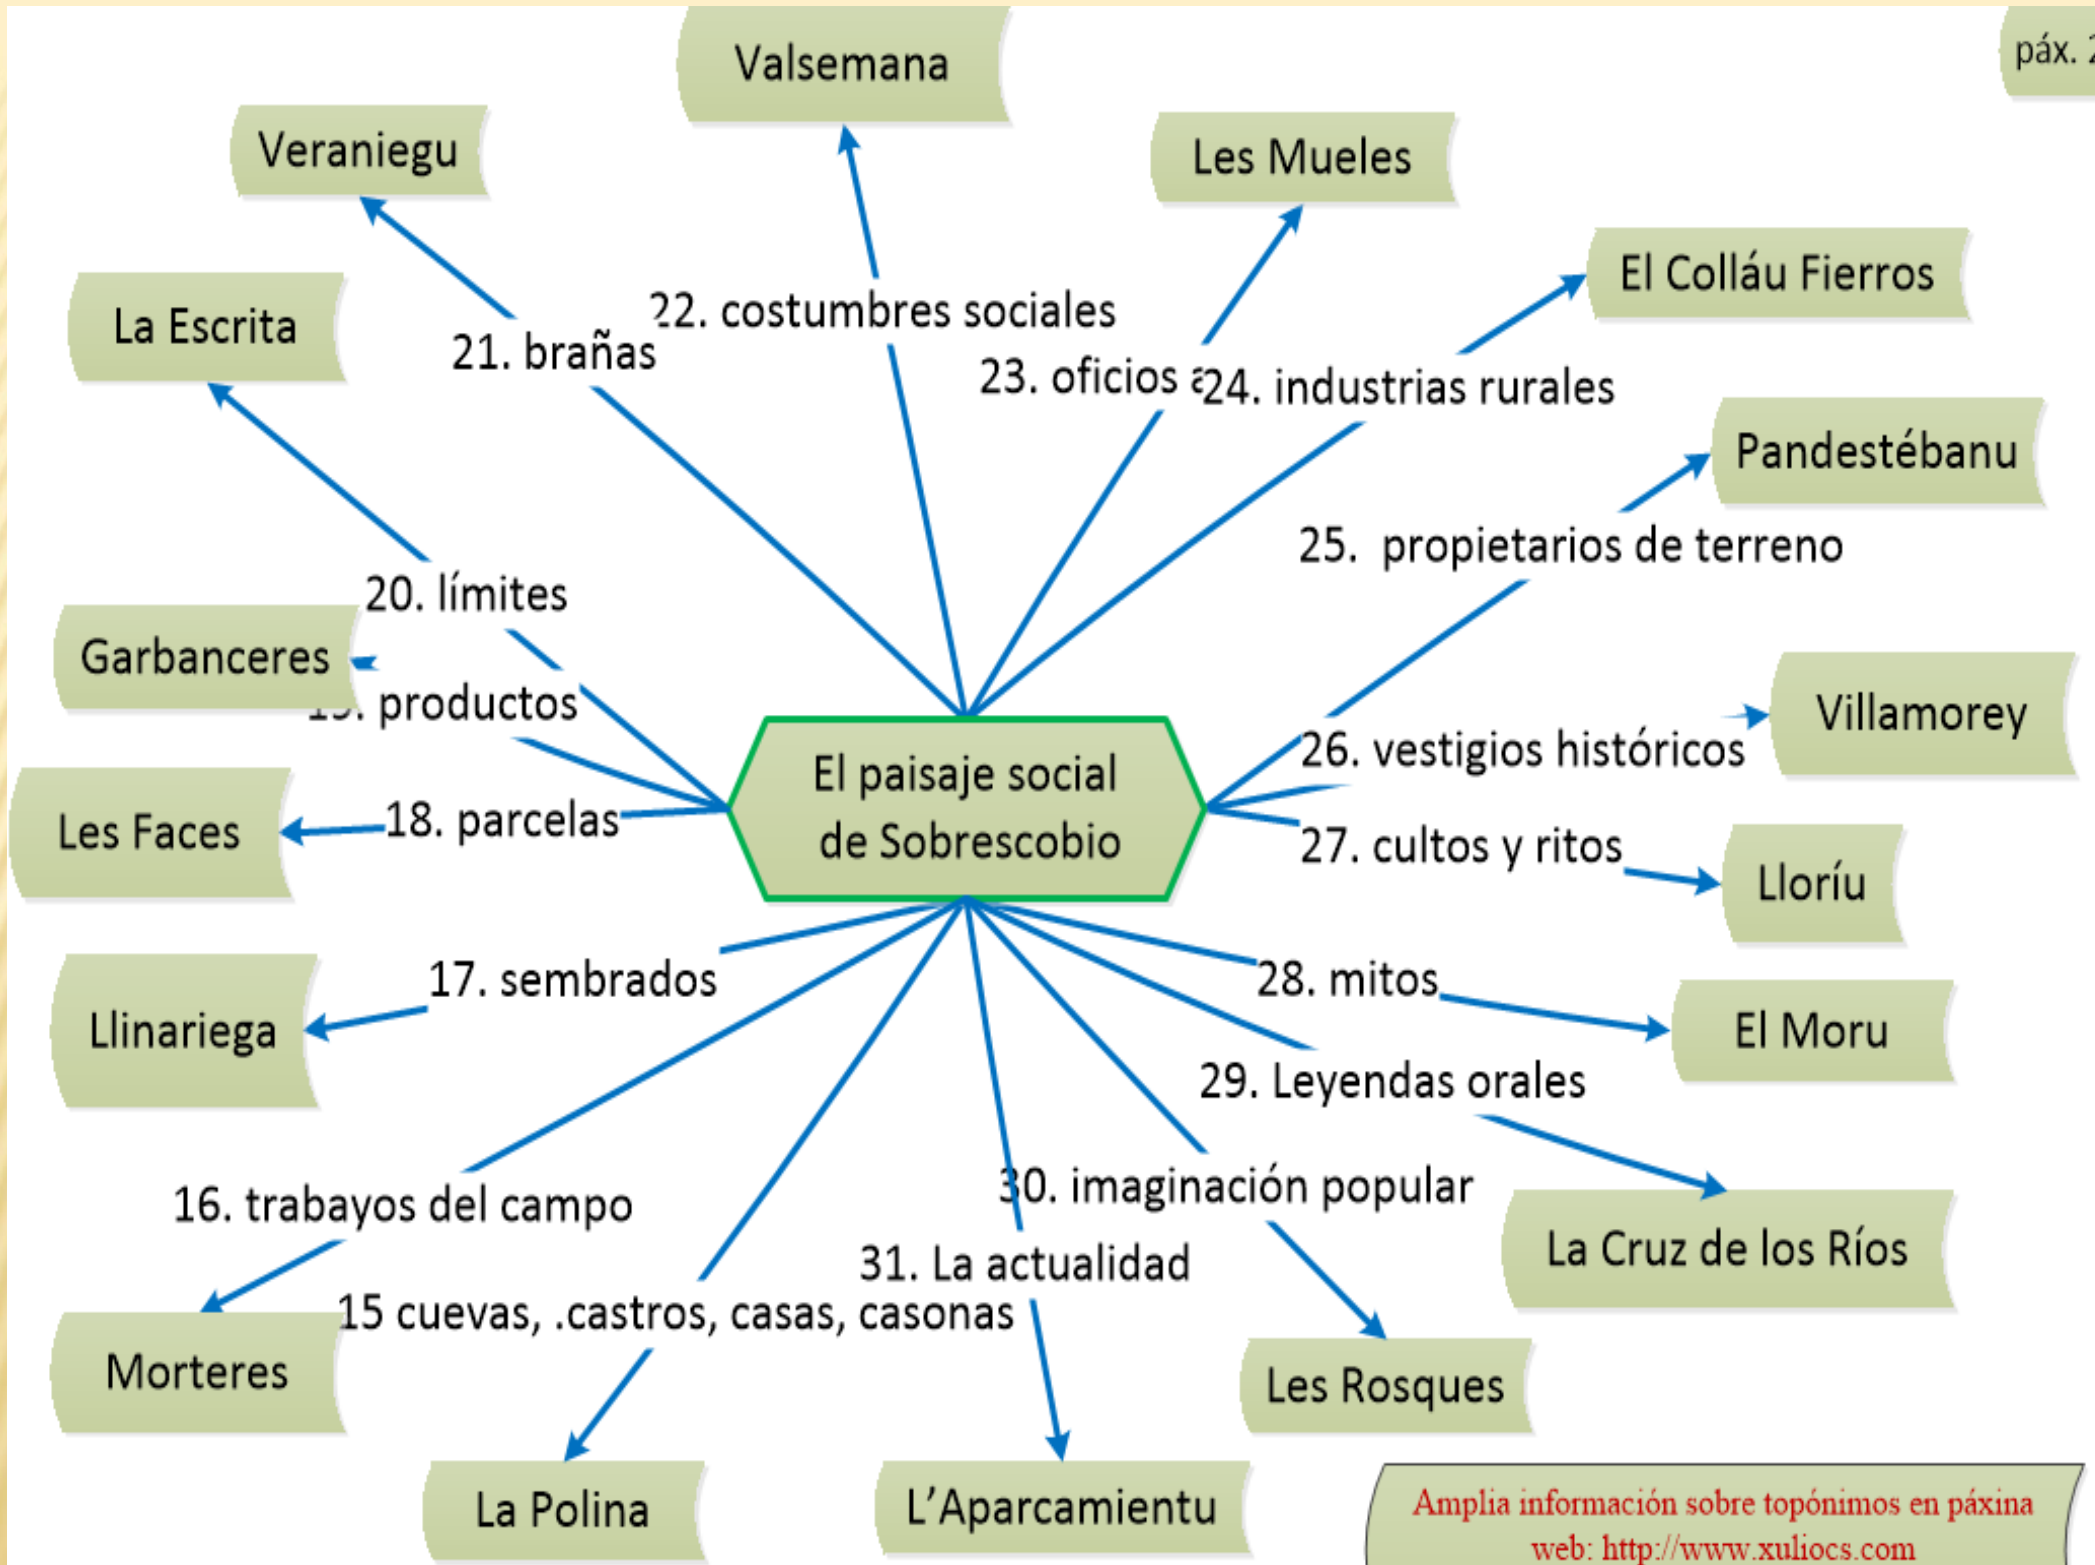 Valsemana
páx. 2
Veraniegu
Les Mueles
El Colláu Fierros
La Escrita
22. costumbres sociales
21. brañas
23. oficios
24. industrias rurales
Pandestébanu
25. propietarios de terreno
20. límites
Garbanceres
productos
Villamorey
26. vestigios históricos
El paisaje social
de Sobrescobio
Les Faces
18. parcelas
27. cultos y ritos
Lloríu
17. sembrados
28. mitos
Llinariega
El Moru
29. Leyendas orales
16. trabayos del campo
30. imaginación popular
La Cruz de los Ríos
31. La actualidad
15 cuevas, .castros, casas, casonas
Morteres
Les Rosques
La Polina
L'Aparcamientu
Amplia información sobre topónimos en páxina
web: http://www.xuliocs.com